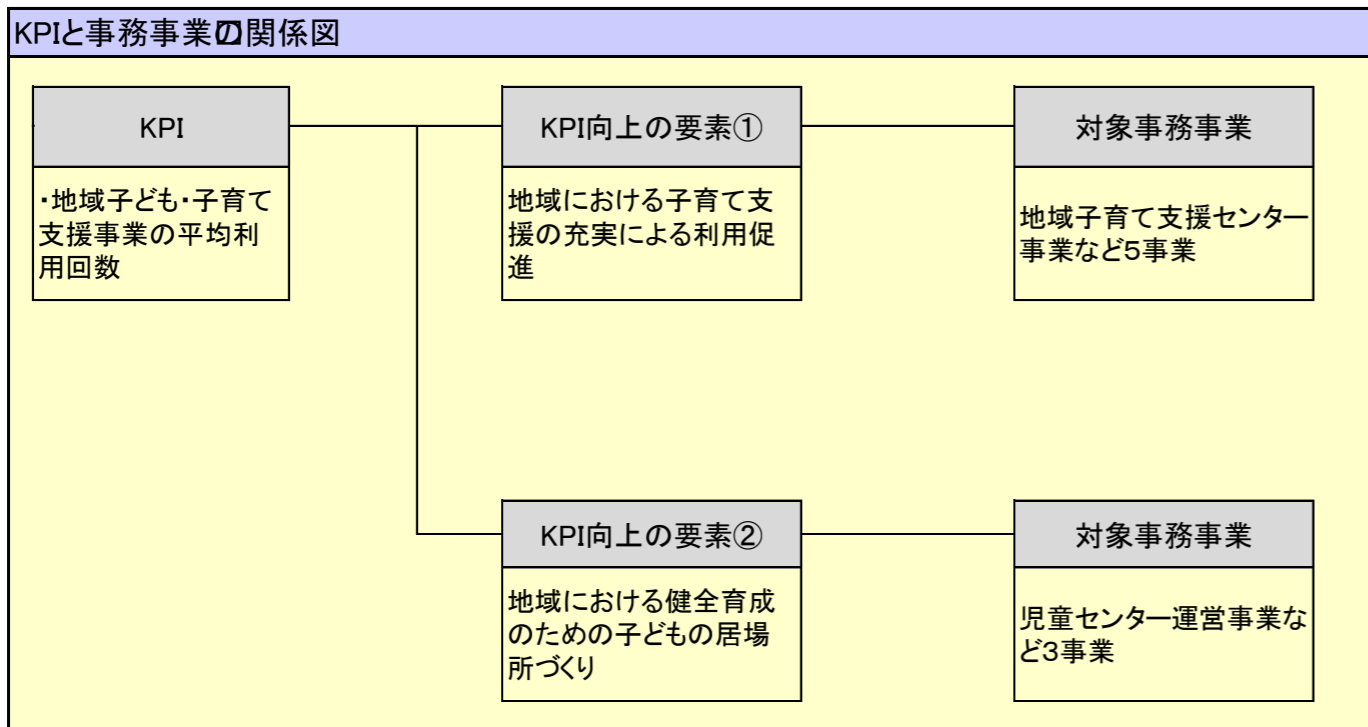 KPIと事務事業の関係図
KPI
・地域子ども・子育て
支援事業の平均利
用回数
KPI向上の要素①
地域における子育て支
援の充実による利用促
進
対象事務事業
地域子育て支援センター
事業など5事業
KPI向上の要素②
地域における健全育成
のための子どもの居場
所づくり
対象事務事業
児童センター運営事業な
ど3事業